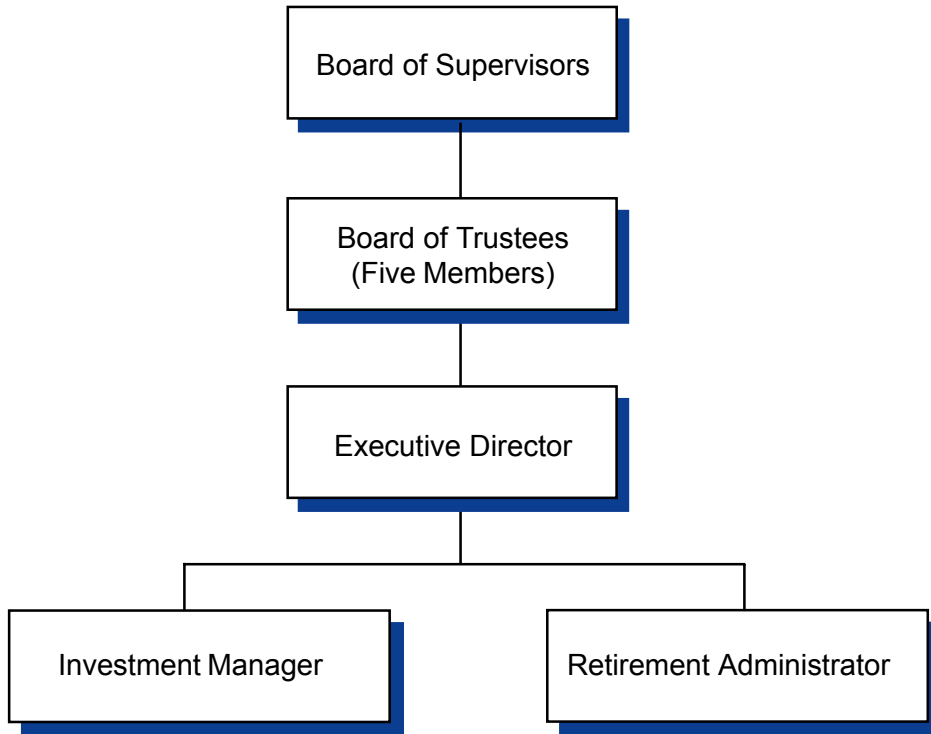 Board of Supervisors
Board of Trustees
(Five Members)
Executive Director
Investment Manager
Retirement Administrator